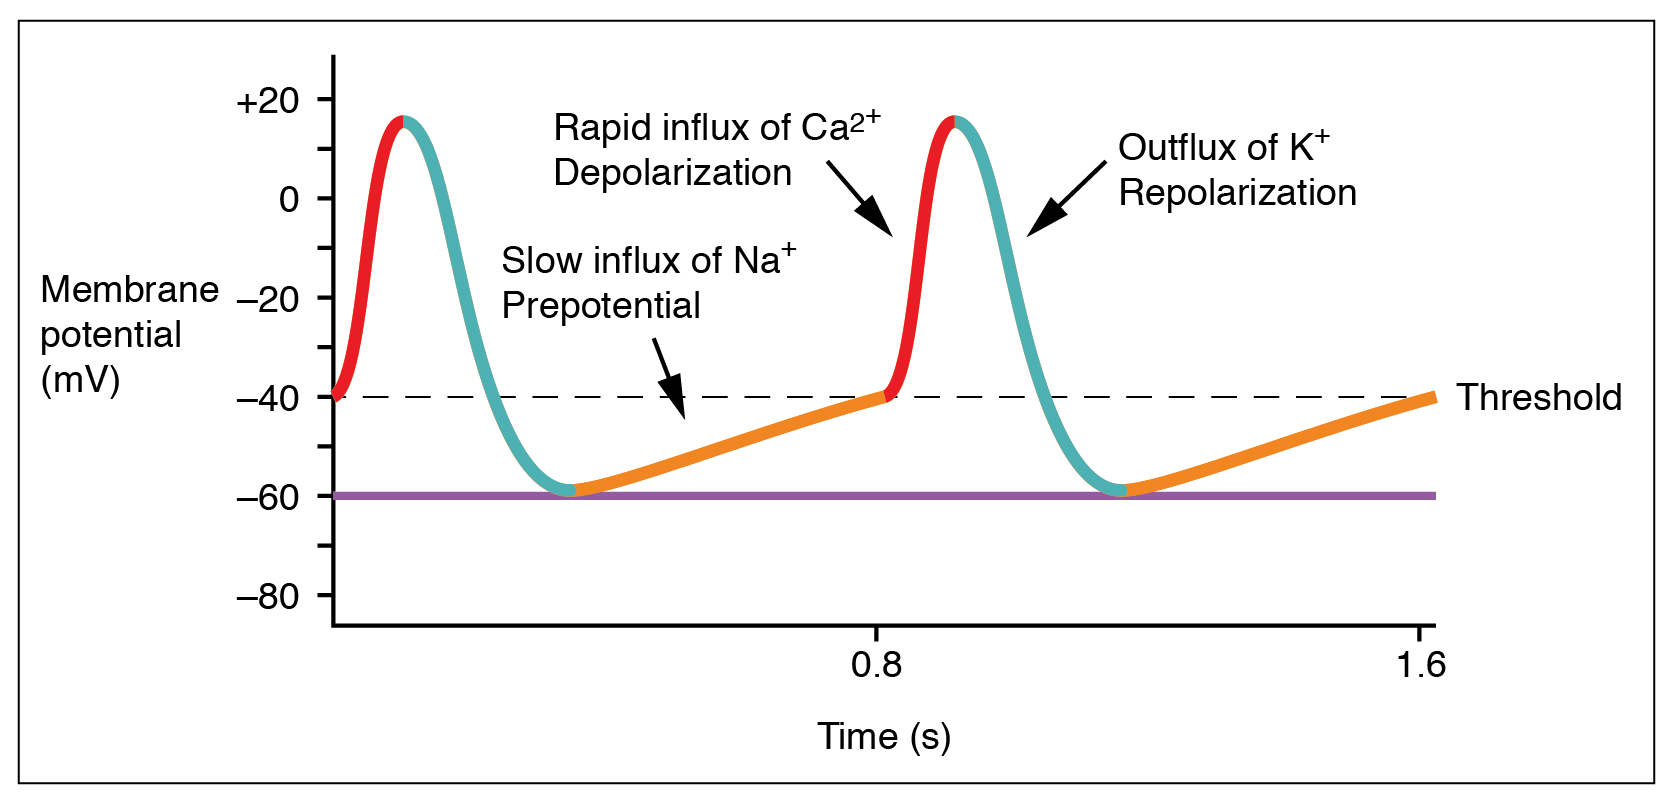 +20
0
–20
–40
–60
–80
Membrane
potential
(mV)
Rapid influx of Ca²⁺
Depolarization
Outflux of K⁺
Repolarization
Slow influx of Na⁺
Prepotential
Threshold
0.8
1.6
Time (s)